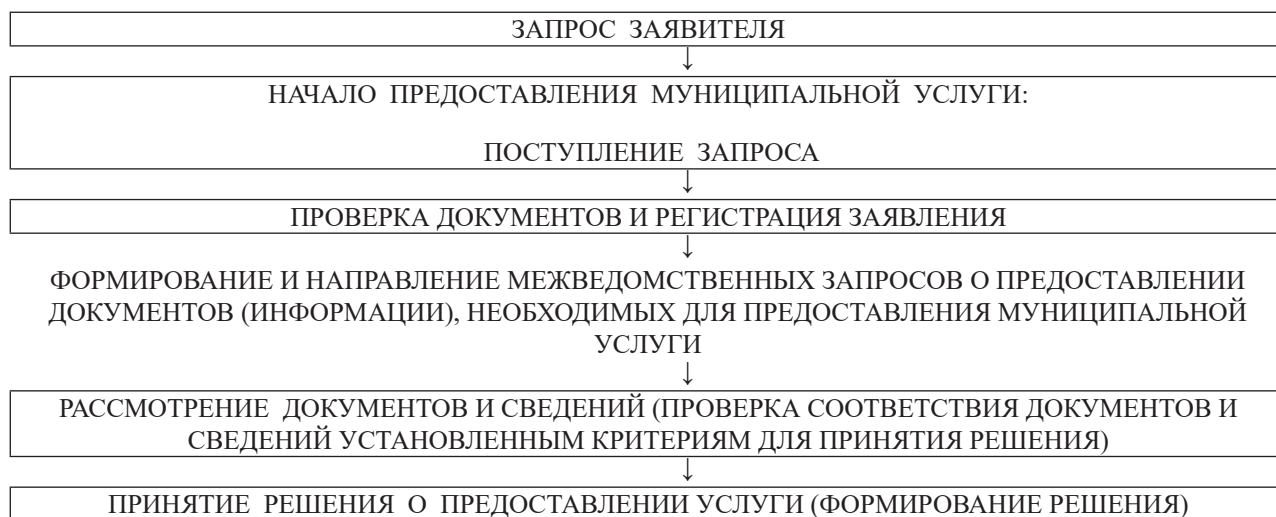 ЗАПРОС ЗАЯВИТЕЛЯ
↓
НАЧАЛО ПРЕДОСТАВЛЕНИЯ МУНИЦИПАЛЬНОЙ УСЛУГИ:
ПОСТУПЛЕНИЕ ЗАПРОСА
↓
ПРОВЕРКА ДОКУМЕНТОВ И РЕГИСТРАЦИЯ ЗАЯВЛЕНИЯ
↓
ФОРМИРОВАНИЕ И НАПРАВЛЕНИЕ МЕЖВЕДОМСТВЕННЫХ ЗАПРОСОВ О ПРЕДОСТАВЛЕНИИ
ДОКУМЕНТОВ (ИНФОРМАЦИИ), НЕОБХОДИМЫХ ДЛЯ ПРЕДОСТАВЛЕНИЯ МУНИЦИПАЛЬНОЙ
УСЛУГИ
↓
РАССМОТРЕНИЕ ДОКУМЕНТОВ И СВЕДЕНИЙ (ПРОВЕРКА СООТВЕТСТВИЯ ДОКУМЕНТОВ И
СВЕДЕНИЙ УСТАНОВЛЕННЫМ КРИТЕРИЯМ ДЛЯ ПРИНЯТИЯ РЕШЕНИЯ)
↓
ПРИНЯТИЕ РЕШЕНИЯ О ПРЕДОСТАВЛЕНИИ УСЛУГИ (ФОРМИРОВАНИЕ РЕШЕНИЯ)